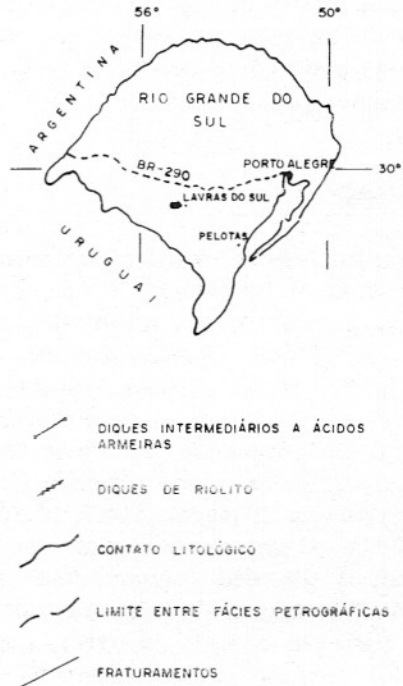 56°
50°
ARGENTINA
RIO GRANDE DO
SUL
BR-290
PORTO ALEGRE
30°
LAVRAS DO SUL
URUGUAI
PELOTAS
DIQUES INTERMEDIÁRIOS A ÁCIDOS
ARMEIRAS
DIQUES DE RIOLITO
CONTATO LITOLÓGICO
LIMITE ENTRE FÁCIES PETROGRÁFICAS
FRATURAMENTOS